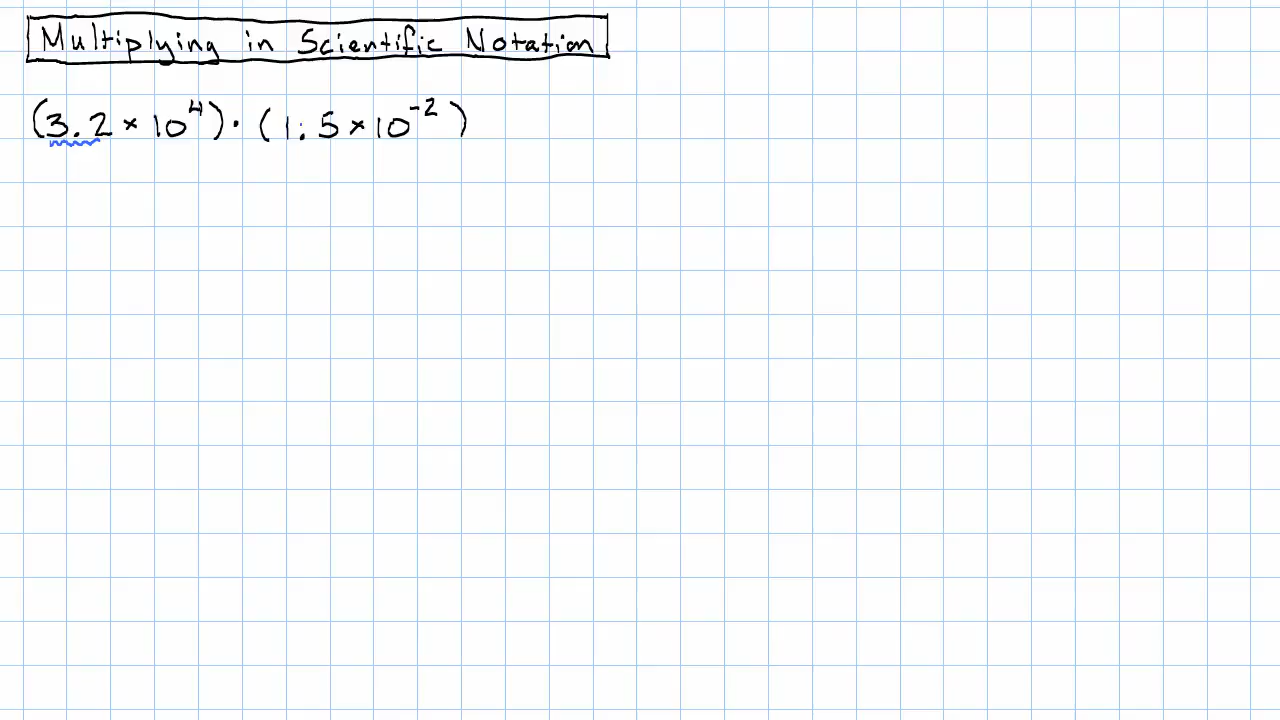 Multiplying in Scientific Notation
(3.2 × 10⁴) · (1.5 × 10⁻²)